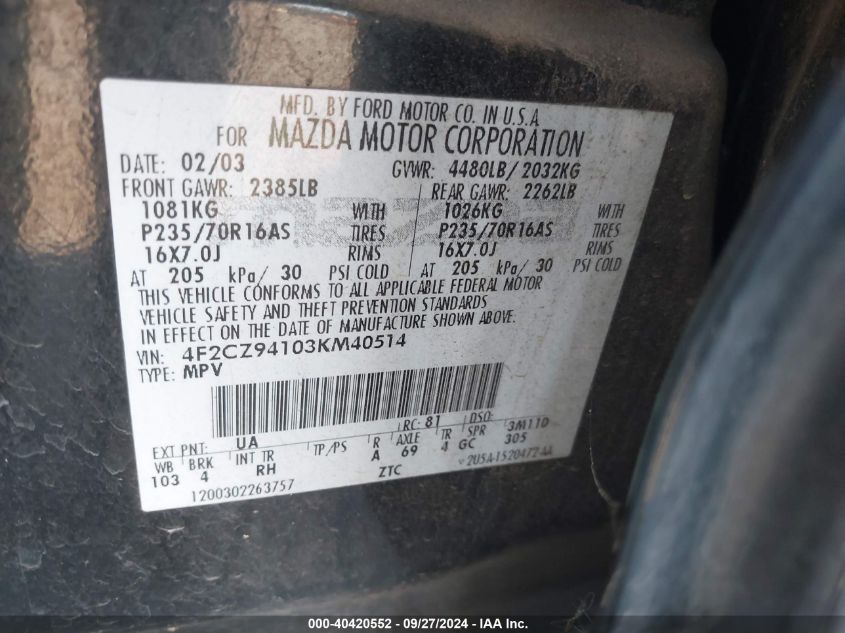 MFD. BY FORD MOTOR CO. IN U.S.A.
FOR MAZDA MOTOR CORPORATION
DATE: 02/03 GVWR: 4480LB/2032KG
FRONT GAWR: 2385LB REAR GAWR: 2262LB
1081KG WITH 1026KG WITH
P235/70R16AS TIRES P235/70R16AS TIRES
16X7.0J RIMS 16X7.0J RIMS
AT 205 kPa/30 PSI COLD AT 205 kPa/30 PSI COLD
THIS VEHICLE CONFORMS TO ALL APPLICABLE FEDERAL MOTOR
VEHICLE SAFETY AND THEFT PREVENTION STANDARDS
IN EFFECT ON THE DATE OF MANUFACTURE SHOWN ABOVE.
VIN: 4F2CZ94103KM40514
TYPE: MPV
RC: 81 DSO:
EXT PNT: UA 3M110
WB BRK INT TR TP/PS R AXLE TR SPR 305
103 4 RH A 69 4 GC
1200302263757 ZTC
000-40420552 - 09/27/2024 - IAA Inc.